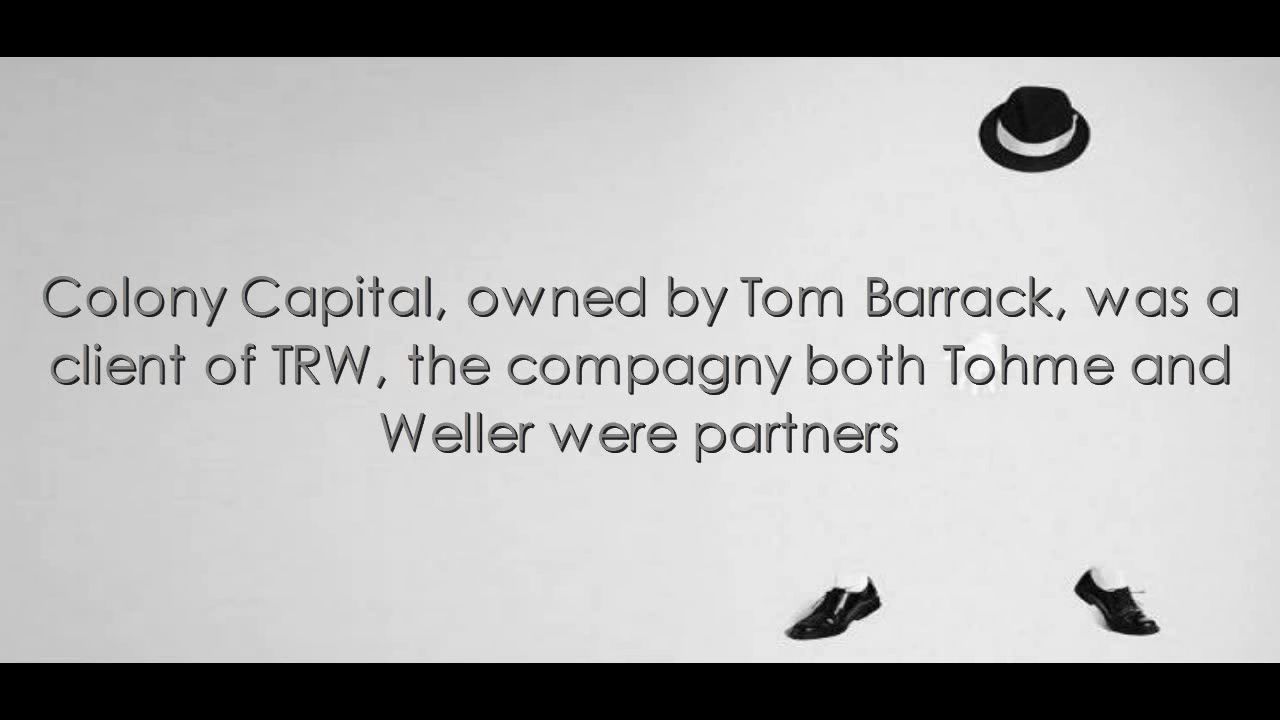 Colony Capital, owned by Tom Barrack, was a
client of TRW, the compagny both Tohme and
Weller were partners